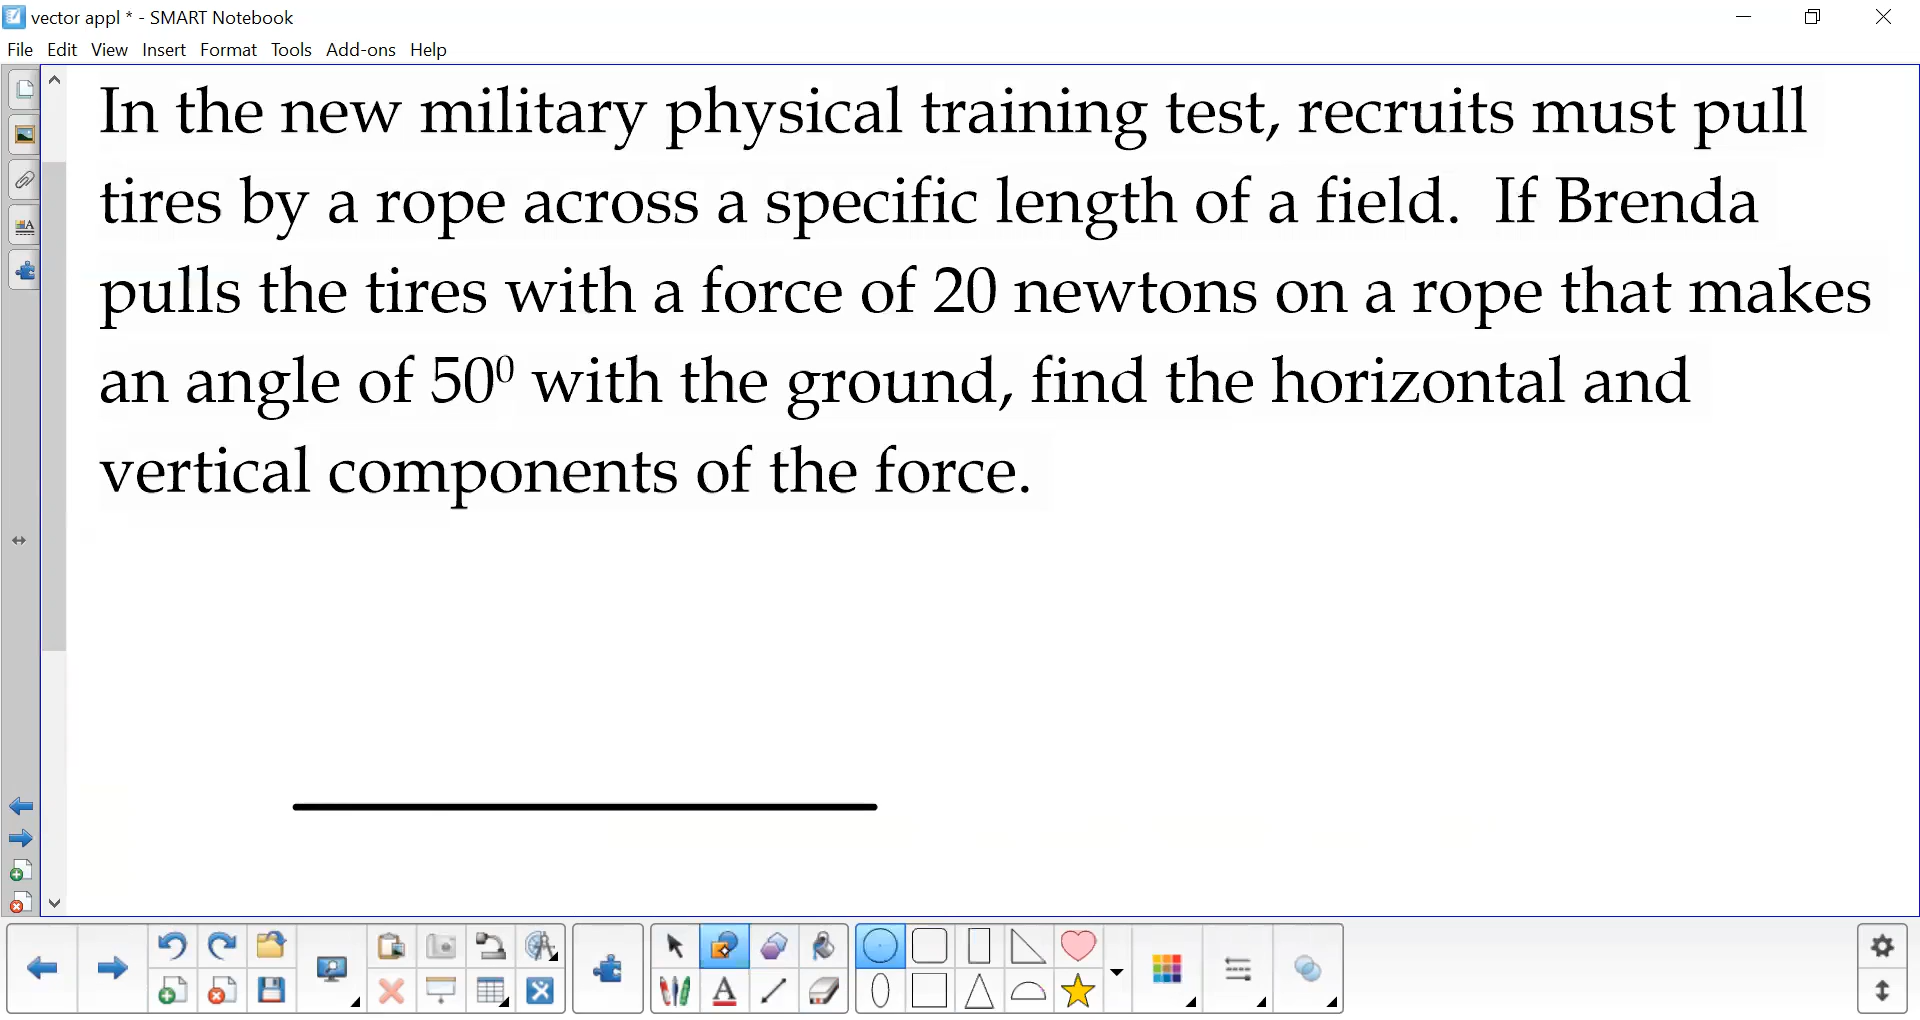 vector appl * - SMART Notebook
File Edit View Insert Format Tools Add-ons Help
In the new military physical training test, recruits must pull
tires by a rope across a specific length of a field. If Brenda
pulls the tires with a force of 20 newtons on a rope that makes
an angle of 50⁰ with the ground, find the horizontal and
vertical components of the force.